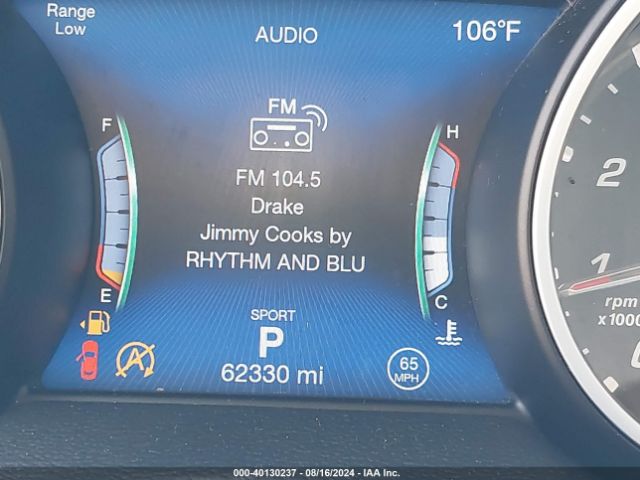 Range
Low
AUDIO
106°F
FM
F
H
FM 104.5
Drake
Jimmy Cooks by
RHYTHM AND BLU
E
C
SPORT
P
62330 mi
65
MPH
A
2
1
rpm
x1000
0
000-40130237 - 08/16/2024 - IAA Inc.